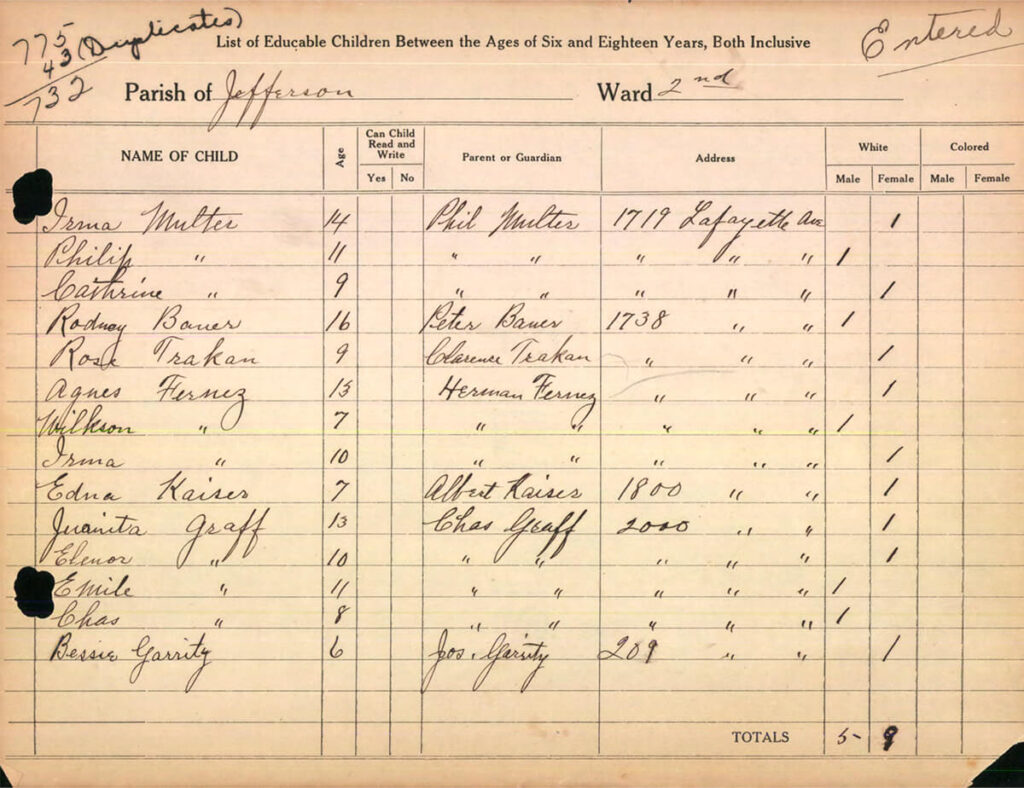 775 (Duplicates)
43
732
Entered
List of Educable Children Between the Ages of Six and Eighteen Years, Both Inclusive
Parish of Jefferson Ward 2nd
NAME OF CHILD Age Can Child Read and Write Yes No Parent or Guardian Address White Male Female Colored Male Female
Irma Multer 14 Phil Multer 1719 Lafayette Ave 1
Philip " 11 " " " " " 1
Cathrine " 9 " " " " " 1
Rodney Bauer 16 Peter Bauer 1738 " " 1
Rose Trakan 9 Clarence Trakan " " " 1
Agnes Fernez Herman Fernez " " " 1
Wilkson " 7 " " " " " 1
Irma " 10 " " " " " 1
Edna Kaiser 7 Albert Kaiser 1800 " " 1
Juanita Graff 13 Chas Graff 2000 " " 1
Elenor " 10 " " " " " 1
Emile " 11 " " " " " 1
Chas " 8 " " " " " 1
Bessie Garrity 6 Jos. Garrity 209 " " 1
TOTALS 5- 9